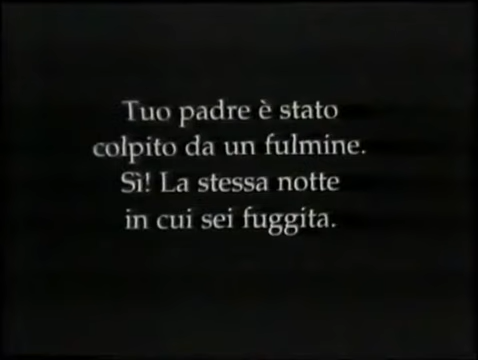 Tuo padre è stato
colpito da un fulmine.
Sì! La stessa notte
in cui sei fuggita.